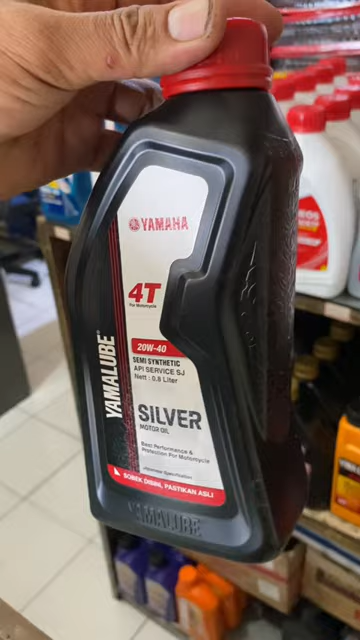 YAMAHA
4T
For Motorcycle
20W-40
SEMI SYNTHETIC
API SERVICE SJ
Nett : 0.8 Liter
YAMALUBE®
SILVER
MOTOR OIL
Best Performance &
Protection For Motorcycle
SOBEK DISINI, PASTIKAN ASLI
YAMALUBE